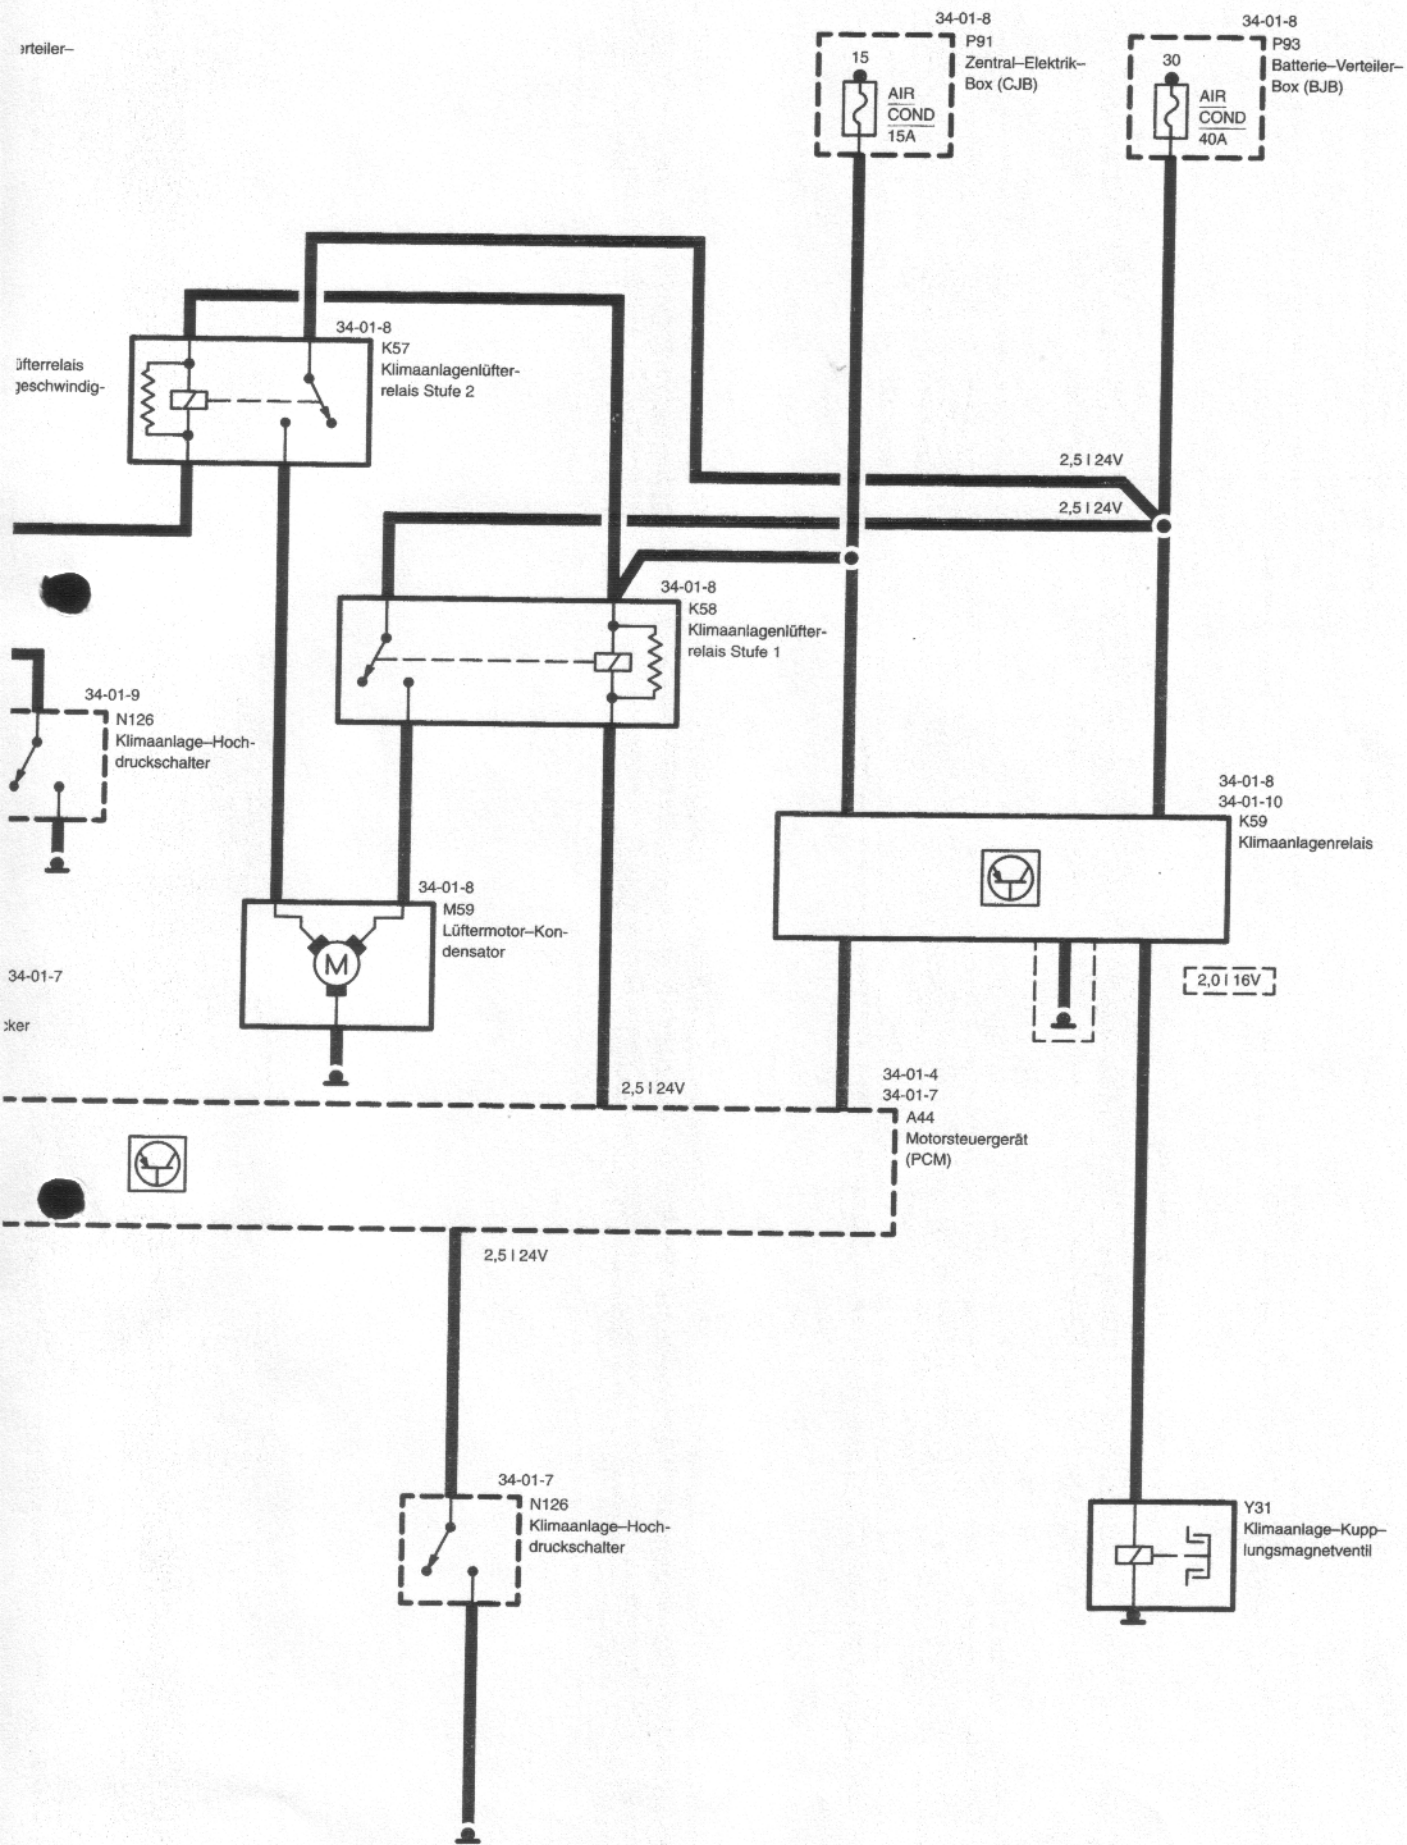 34-01-8
P91
Zentral–Elektrik–
Box (CJB)
15
AIR
COND
15A
34-01-8
P93
Batterie–Verteiler–
Box (BJB)
30
AIR
COND
40A
34-01-8
K57
Klimaanlagenlüfter-
relais Stufe 2
2,5 l 24V
2,5 l 24V
34-01-8
K58
Klimaanlagenlüfter-
relais Stufe 1
34-01-9
N126
Klimaanlage–Hoch-
druckschalter
34-01-8
34-01-10
K59
Klimaanlagenrelais
34-01-8
M59
Lüftermotor–Kon-
densator
M
34-01-7
2,0 l 16V
2,5 l 24V
34-01-4
34-01-7
A44
Motorsteuergerät
(PCM)
2,5 l 24V
34-01-7
N126
Klimaanlage–Hoch-
druckschalter
Y31
Klimaanlage–Kupp–
lungsmagnetventil